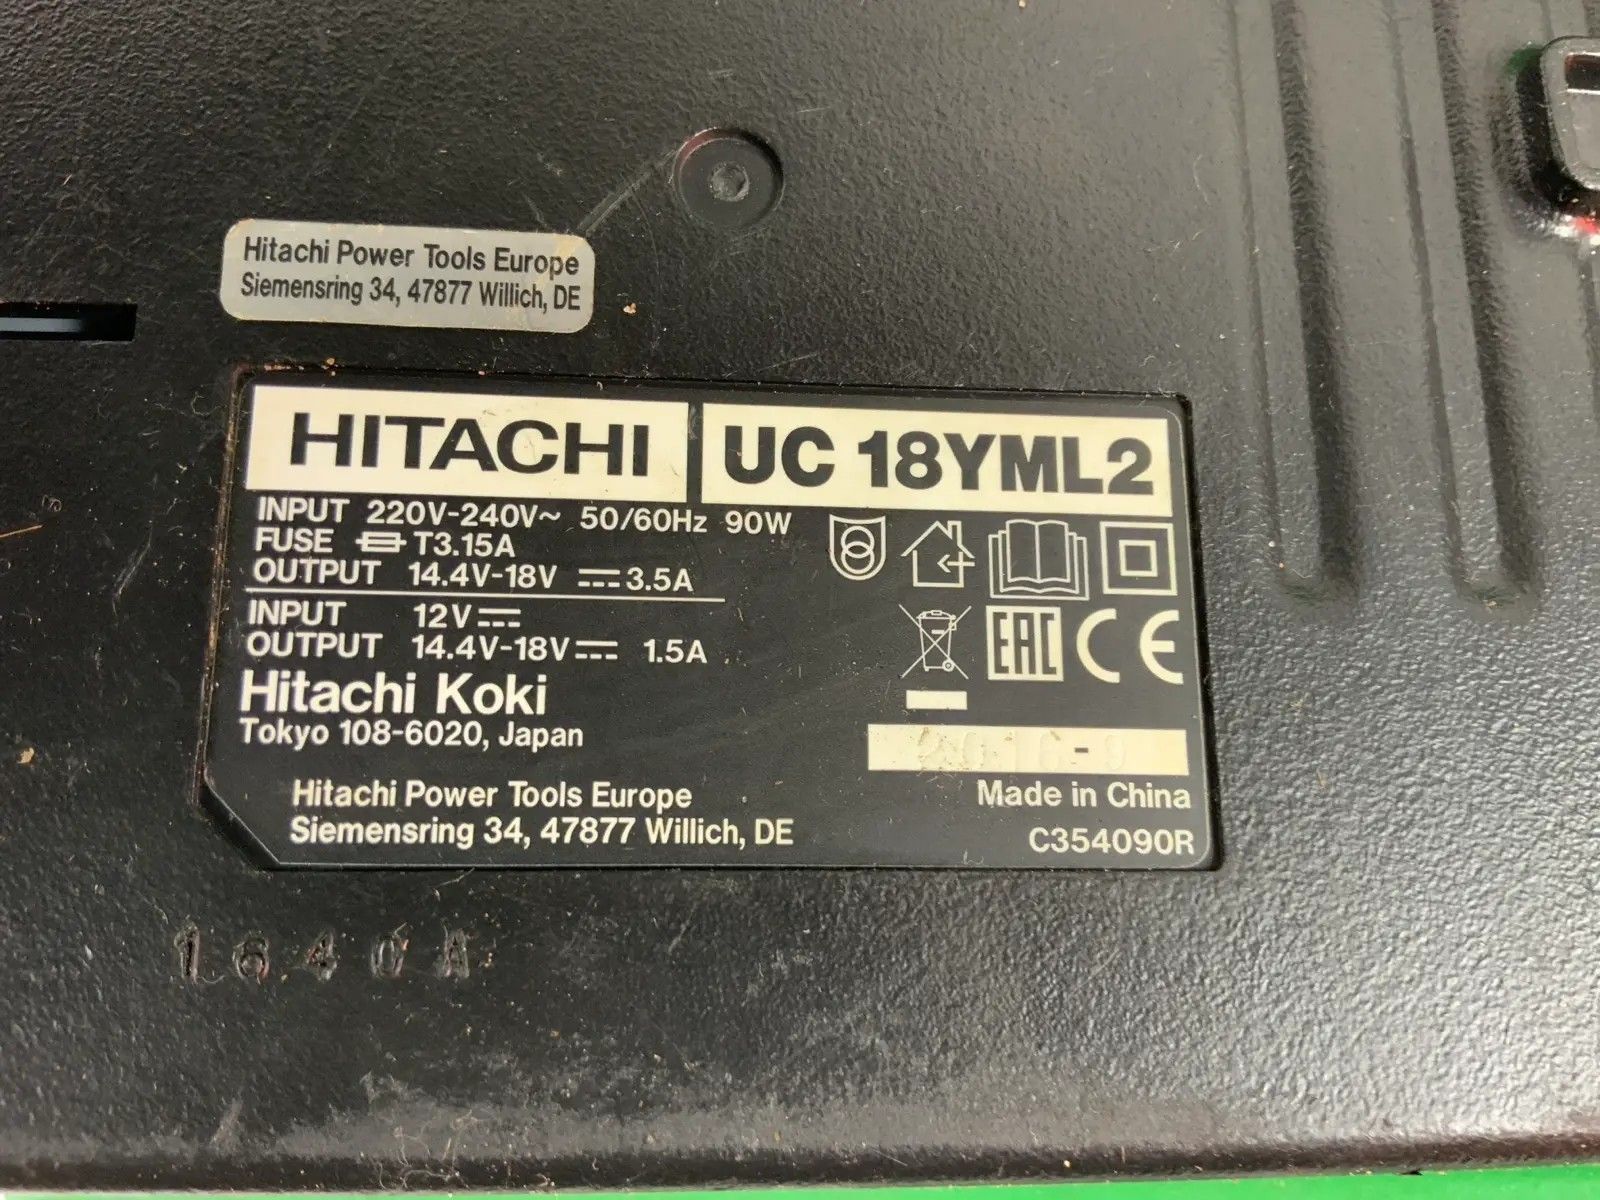 Hitachi Power Tools Europe
Siemensring 34, 47877 Willich, DE
HITACHI UC 18YML2
INPUT 220V-240V~ 50/60Hz 90W
FUSE T3.15A
OUTPUT 14.4V-18V ⎓ 3.5A
INPUT 12V ⎓
OUTPUT 14.4V-18V ⎓ 1.5A
EAC CE
Hitachi Koki
Tokyo 108-6020, Japan
2016-9
Hitachi Power Tools Europe
Siemensring 34, 47877 Willich, DE
Made in China
C354090R
1640A